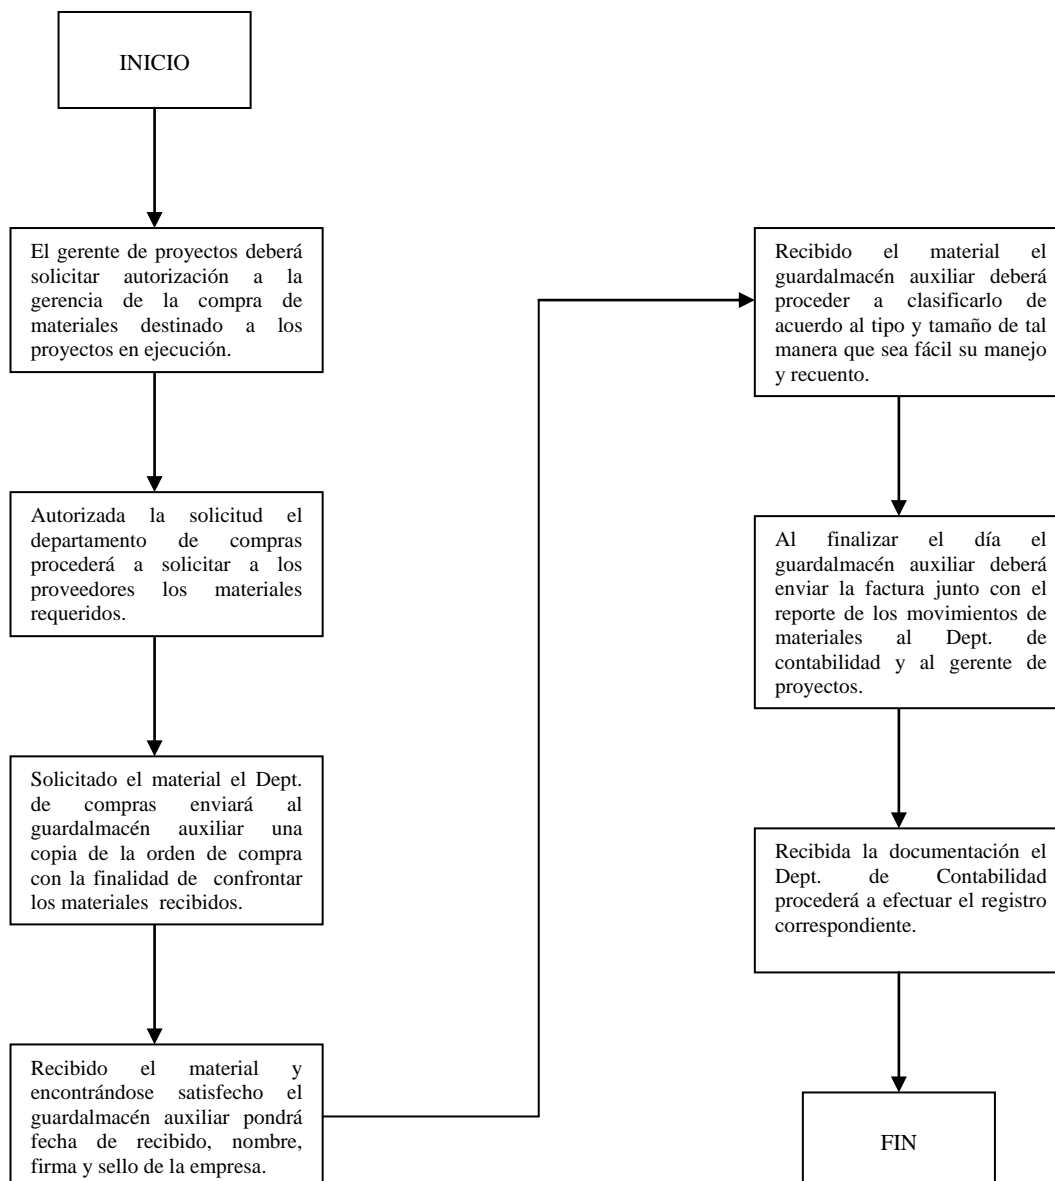 INICIO
El gerente de proyectos deberá
solicitar autorización a la
gerencia de la compra de
materiales destinado a los
proyectos en ejecución.
Autorizada la solicitud el
departamento de compras
procederá a solicitar a los
proveedores los materiales
requeridos.
Solicitado el material el Dept.
de compras enviará al
guardalmacén auxiliar una
copia de la orden de compra
con la finalidad de confrontar
los materiales recibidos.
Recibido el material y
encontrándose satisfecho el
guardalmacén auxiliar pondrá
fecha de recibido, nombre,
firma y sello de la empresa.
Recibido el material el
guardalmacén auxiliar deberá
proceder a clasificarlo de
acuerdo al tipo y tamaño de tal
manera que sea fácil su manejo
y recuento.
Al finalizar el día el
guardalmacén auxiliar deberá
enviar la factura junto con el
reporte de los movimientos de
materiales al Dept. de
contabilidad y al gerente de
proyectos.
Recibida la documentación el
Dept. de Contabilidad
procederá a efectuar el registro
correspondiente.
FIN